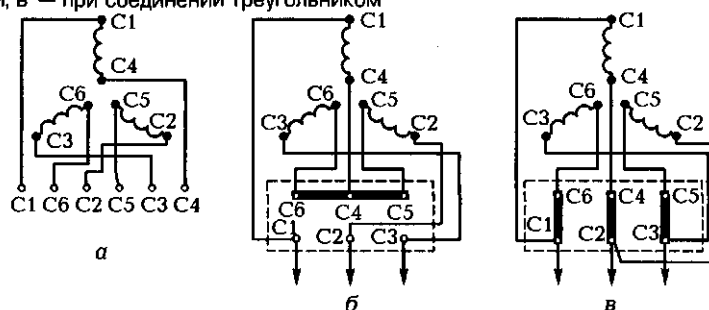 и, в — при соединении треугольником
C1 C1 C1
C4 C4 C4
C6 C5 C6 C5 C6 C5
C3 C2 C3 C2 C3 C2
C6 C4 C5 C6 C4 C5
C1 C6 C2 C5 C3 C4 C1 C2 C3 C1 C2 C3
а б в